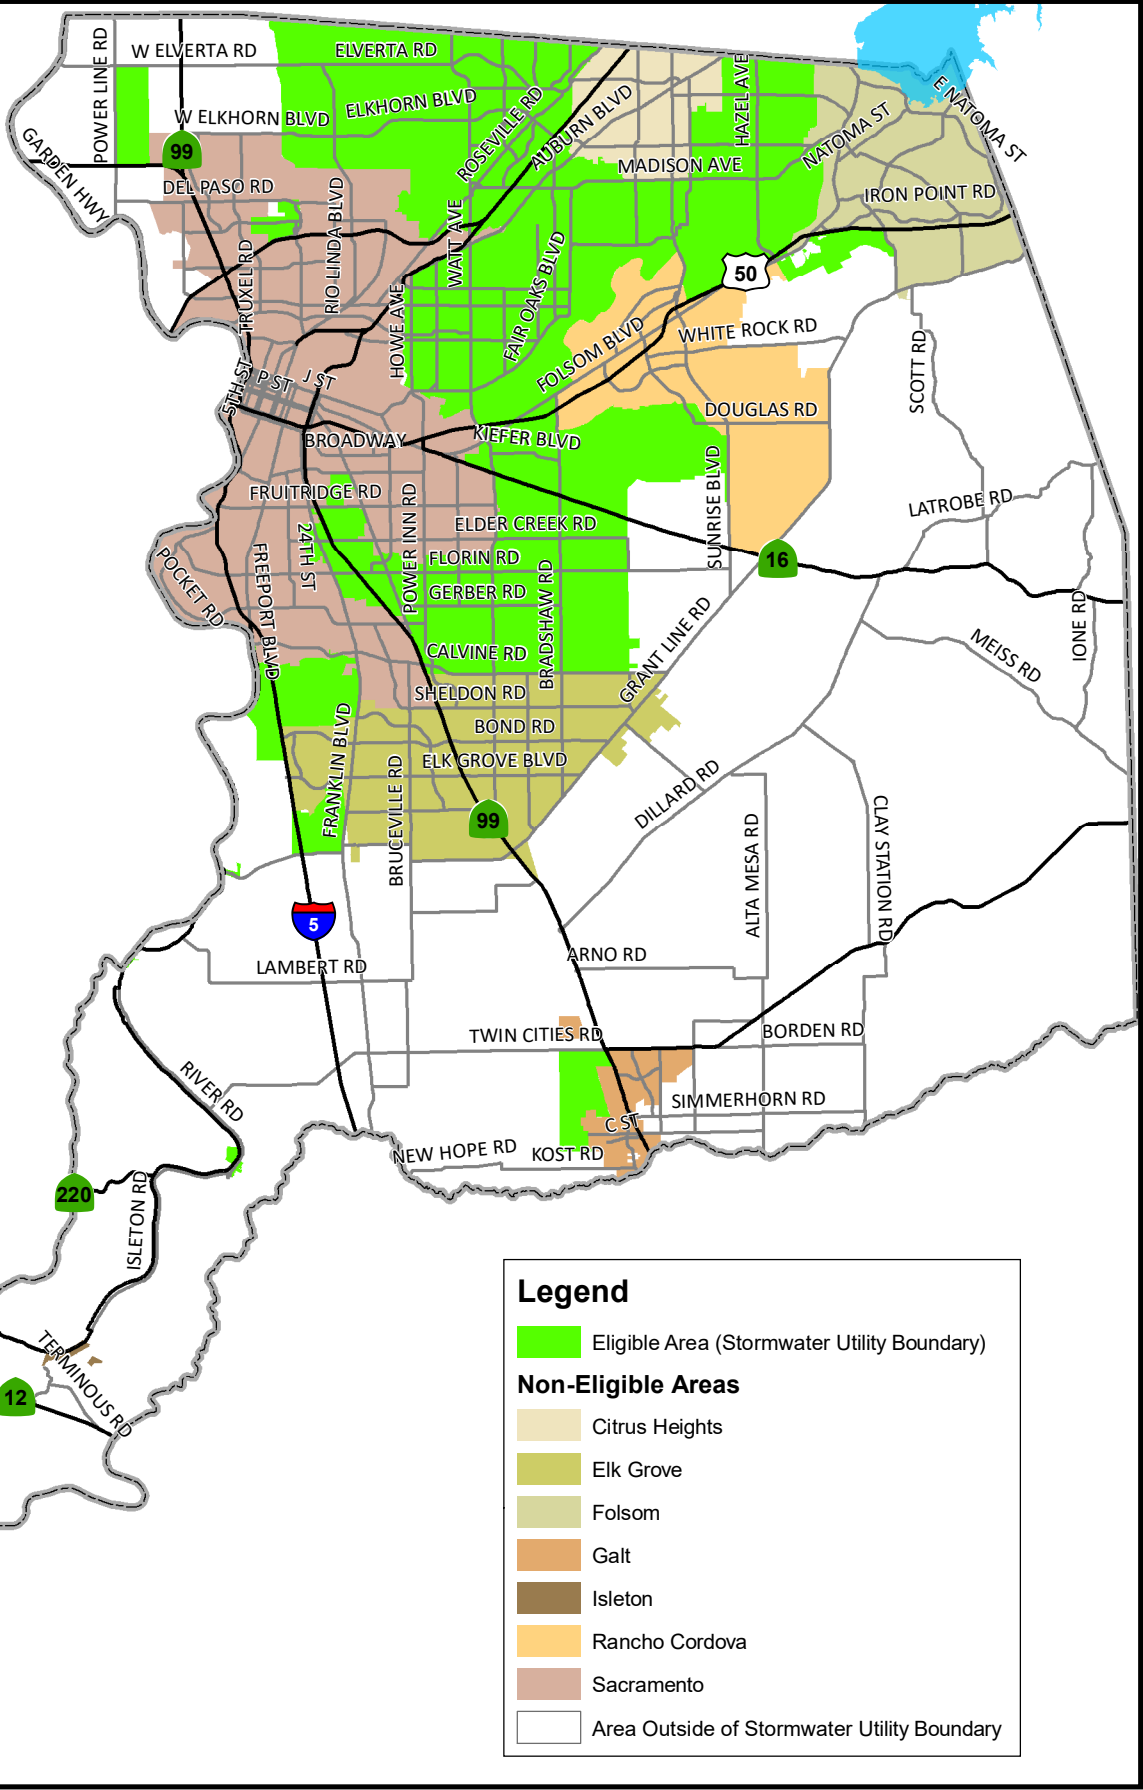 POWER LINE RD
W ELVERTA RD
ELVERTA RD
HAZEL AVE
E NATOMA ST
ELKHORN BLVD
W ELKHORN BLVD
ROSEVILLE RD
AUBURN BLVD
NATOMA ST
GARDEN HWY
99
MADISON AVE
DEL PASO RD
IRON POINT RD
RIO LINDA BLVD
WATT AVE
TRUXEL RD
FAIR OAKS BLVD
50
HOWE AVE
FOLSOM BLVD
WHITE ROCK RD
SCOTT RD
5TH ST
P ST
J ST
DOUGLAS RD
BROADWAY
KIEFER BLVD
SUNRISE BLVD
FRUITRIDGE RD
POWER INN RD
LATROBE RD
24TH ST
ELDER CREEK RD
FLORIN RD
16
POCKET RD
FREEPORT BLVD
GERBER RD
BRADSHAW RD
GRANT LINE RD
IONE RD
MEISS RD
CALVINE RD
SHELDON RD
FRANKLIN BLVD
BOND RD
BRUCEVILLE RD
ELK GROVE BLVD
DILLARD RD
99
ALTA MESA RD
CLAY STATION RD
5
LAMBERT RD
ARNO RD
TWIN CITIES RD
BORDEN RD
RIVER RD
SIMMERHORN RD
C ST
NEW HOPE RD
KOST RD
220
ISLETON RD
TERMINOUS RD
12
Legend
Eligible Area (Stormwater Utility Boundary)
Non-Eligible Areas
Citrus Heights
Elk Grove
Folsom
Galt
Isleton
Rancho Cordova
Sacramento
Area Outside of Stormwater Utility Boundary